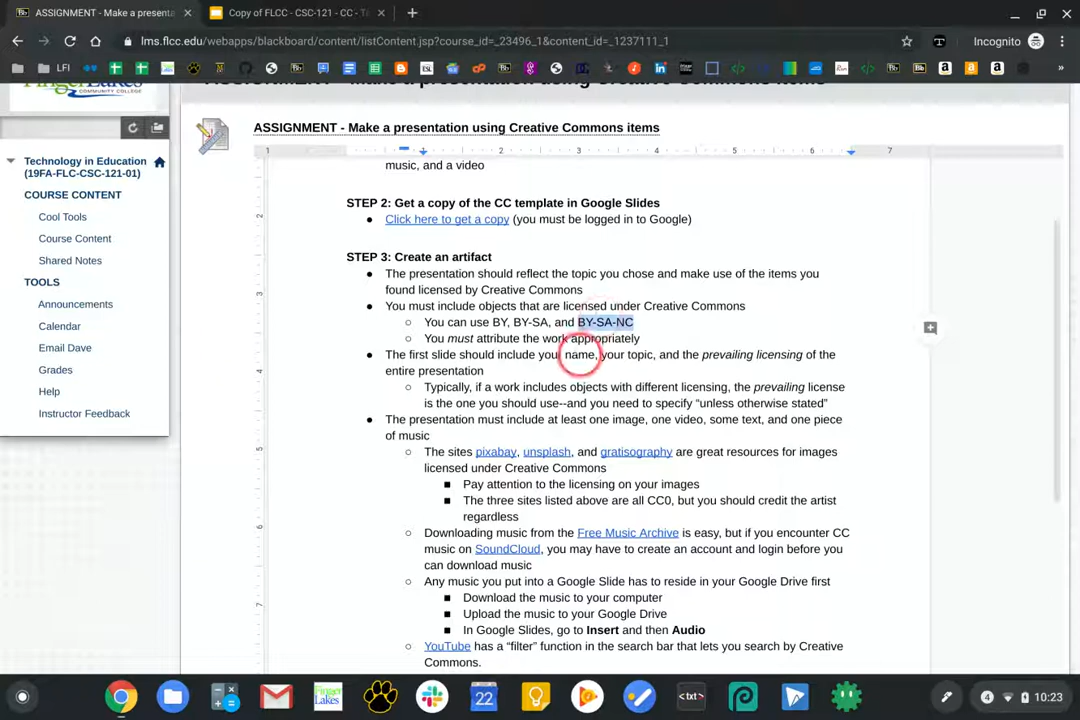 ASSIGNMENT - Make a presenta
Copy of FLCC - CSC-121 - CC - T
lms.flcc.edu/webapps/blackboard/content/listContent.jsp?course_id=_23496_1&content_id=_1237111_1
Incognito
LFI
COMMUNITY COLLEGE
Technology in Education
(19FA-FLC-CSC-121-01)
COURSE CONTENT
Cool Tools
Course Content
Shared Notes
TOOLS
Announcements
Calendar
Email Dave
Grades
Help
Instructor Feedback
ASSIGNMENT - Make a presentation using Creative Commons items
1 1 2 3 4 5 6 7
music, and a video
STEP 2: Get a copy of the CC template in Google Slides
● Click here to get a copy (you must be logged in to Google)
STEP 3: Create an artifact
● The presentation should reflect the topic you chose and make use of the items you
found licensed by Creative Commons
● You must include objects that are licensed under Creative Commons
○ You can use BY, BY-SA, and BY-SA-NC
○ You must attribute the work appropriately
● The first slide should include your name, your topic, and the prevailing licensing of the
entire presentation
○ Typically, if a work includes objects with different licensing, the prevailing license
is the one you should use--and you need to specify “unless otherwise stated”
● The presentation must include at least one image, one video, some text, and one piece
of music
○ The sites pixabay, unsplash, and gratisography are great resources for images
licensed under Creative Commons
■ Pay attention to the licensing on your images
■ The three sites listed above are all CC0, but you should credit the artist
regardless
○ Downloading music from the Free Music Archive is easy, but if you encounter CC
music on SoundCloud, you may have to create an account and login before you
can download music
○ Any music you put into a Google Slide has to reside in your Google Drive first
■ Download the music to your computer
■ Upload the music to your Google Drive
■ In Google Slides, go to Insert and then Audio
○ YouTube has a “filter” function in the search bar that lets you search by Creative
Commons.
22
<txt>
4
10:23